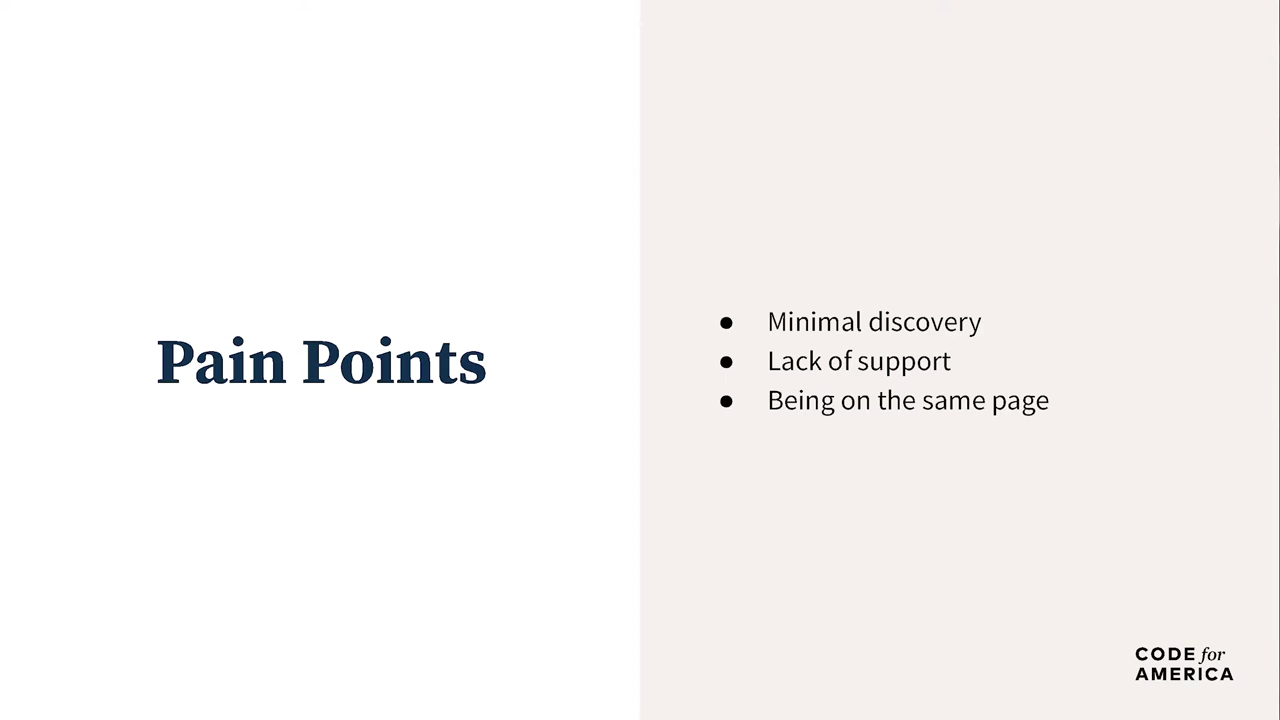 Pain Points
● Minimal discovery
● Lack of support
● Being on the same page
CODE for
AMERICA